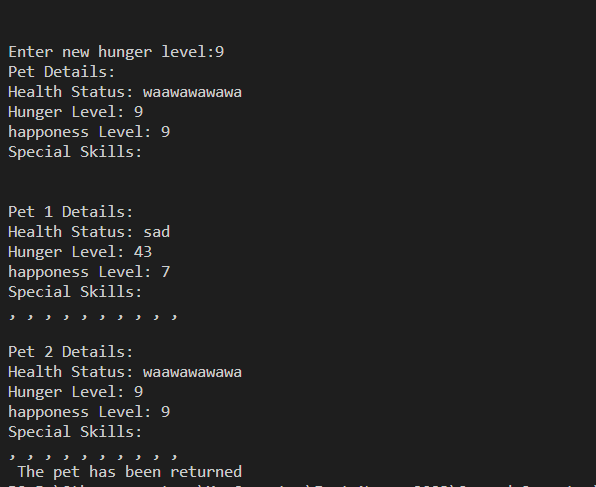 Enter new hunger level:9
Pet Details:
Health Status: waawawawawa
Hunger Level: 9
happoness Level: 9
Special Skills:
Pet 1 Details:
Health Status: sad
Hunger Level: 43
happoness Level: 7
Special Skills:
, , , , , , , , , ,
Pet 2 Details:
Health Status: waawawawawa
Hunger Level: 9
happoness Level: 9
Special Skills:
, , , , , , , , , ,
The pet has been returned